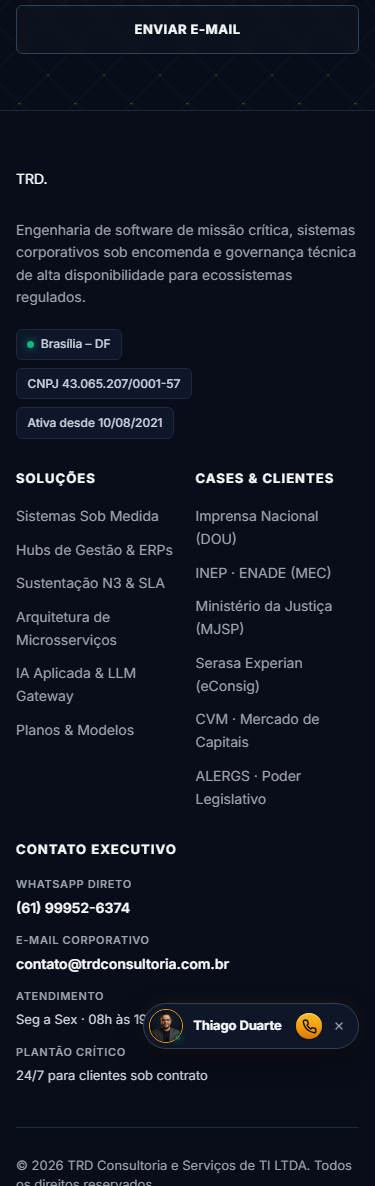 ENVIAR E-MAIL
TRD.
Engenharia de software de missão crítica, sistemas
corporativos sob encomenda e governança técnica
de alta disponibilidade para ecossistemas
regulados.
Brasília – DF
CNPJ 43.065.207/0001-57
Ativa desde 10/08/2021
SOLUÇÕES
Sistemas Sob Medida
Hubs de Gestão & ERPs
Sustentação N3 & SLA
Arquitetura de
Microsserviços
IA Aplicada & LLM
Gateway
Planos & Modelos
CASES & CLIENTES
Imprensa Nacional
(DOU)
INEP · ENADE (MEC)
Ministério da Justiça
(MJSP)
Serasa Experian
(eConsig)
CVM · Mercado de
Capitais
ALERGS · Poder
Legislativo
CONTATO EXECUTIVO
WHATSAPP DIRETO
(61) 99952-6374
E-MAIL CORPORATIVO
contato@trdconsultoria.com.br
ATENDIMENTO
Seg a Sex · 08h às
Thiago Duarte
PLANTÃO CRÍTICO
24/7 para clientes sob contrato
© 2026 TRD Consultoria e Serviços de TI LTDA. Todos
os direitos reservados